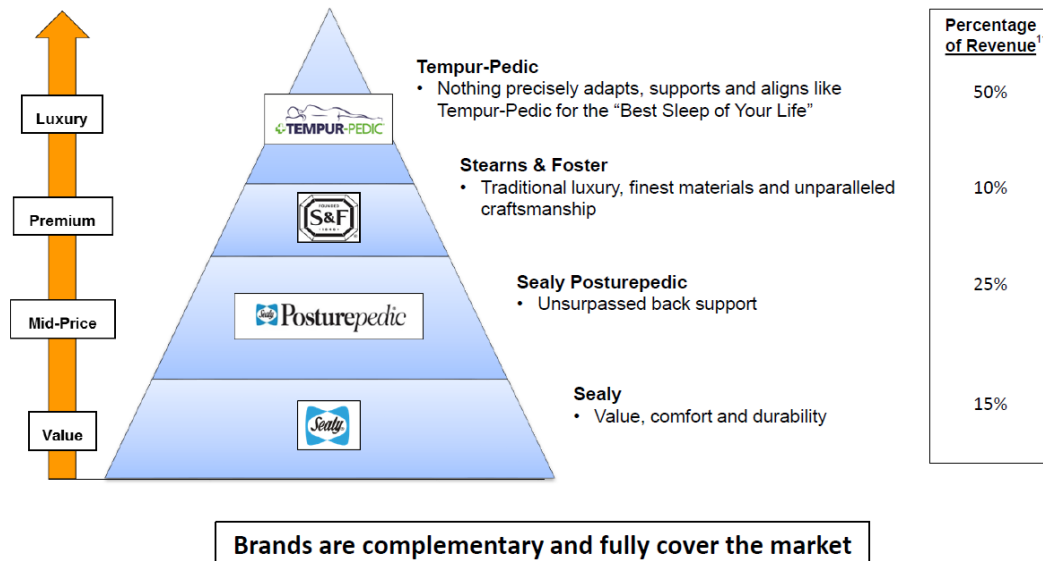 Percentage
of Revenue¹
Tempur-Pedic
• Nothing precisely adapts, supports and aligns like
Tempur-Pedic for the “Best Sleep of Your Life”
50%
Luxury
TEMPUR-PEDIC
Stearns & Foster
• Traditional luxury, finest materials and unparalleled
craftsmanship
10%
Premium
S&F
Sealy Posturepedic
• Unsurpassed back support
25%
Mid-Price
Sealy Posturepedic
Sealy
• Value, comfort and durability
15%
Value
Sealy
Brands are complementary and fully cover the market